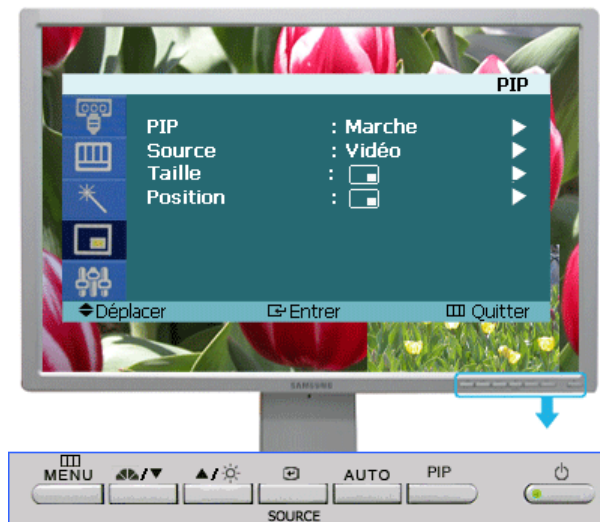 PIP
PIP : Marche
Source : Vidéo
Taille :
Position :
Déplacer Entrer Quitter
SAMSUNG
MENU / / AUTO PIP
SOURCE